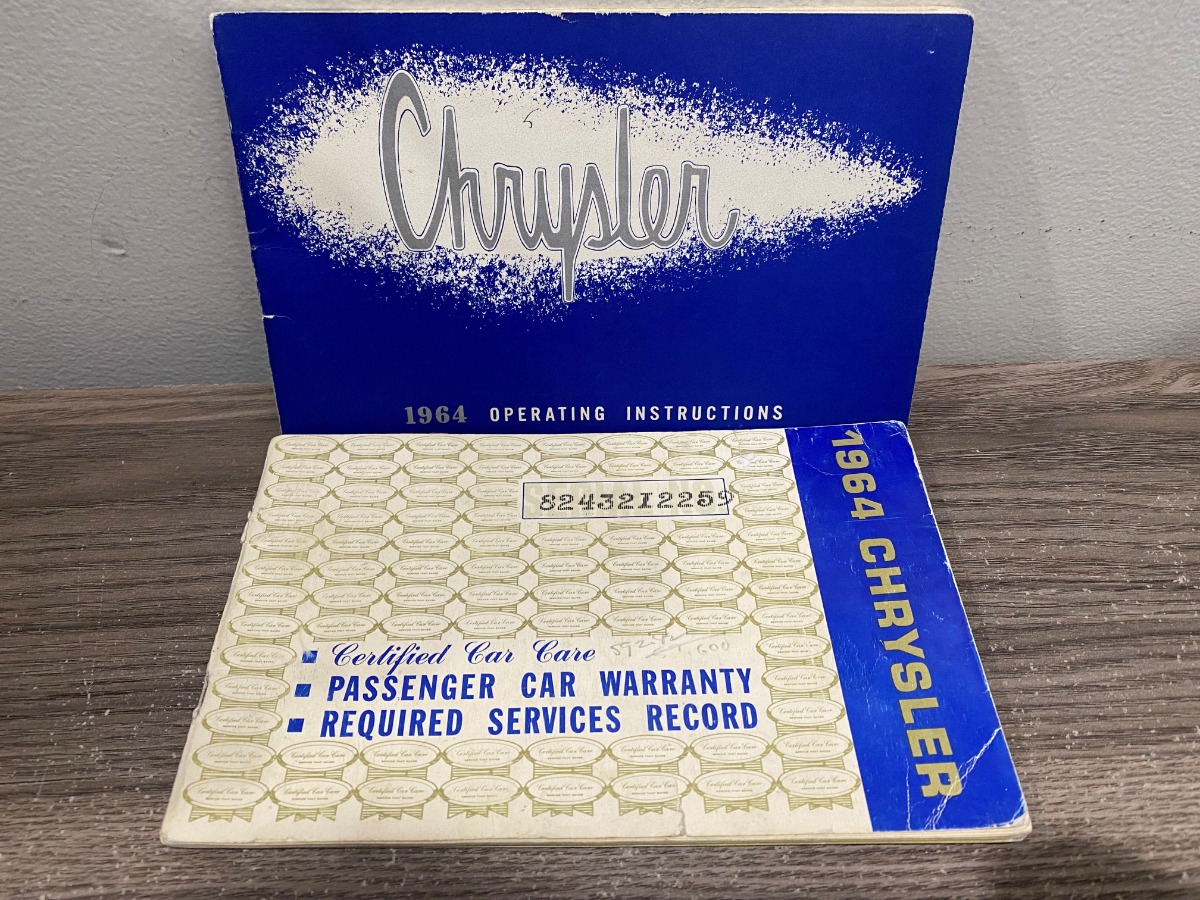 Chrysler
1964 OPERATING INSTRUCTIONS
8243212259
Certified Car Care
PASSENGER CAR WARRANTY
REQUIRED SERVICES RECORD
1964 CHRYSLER